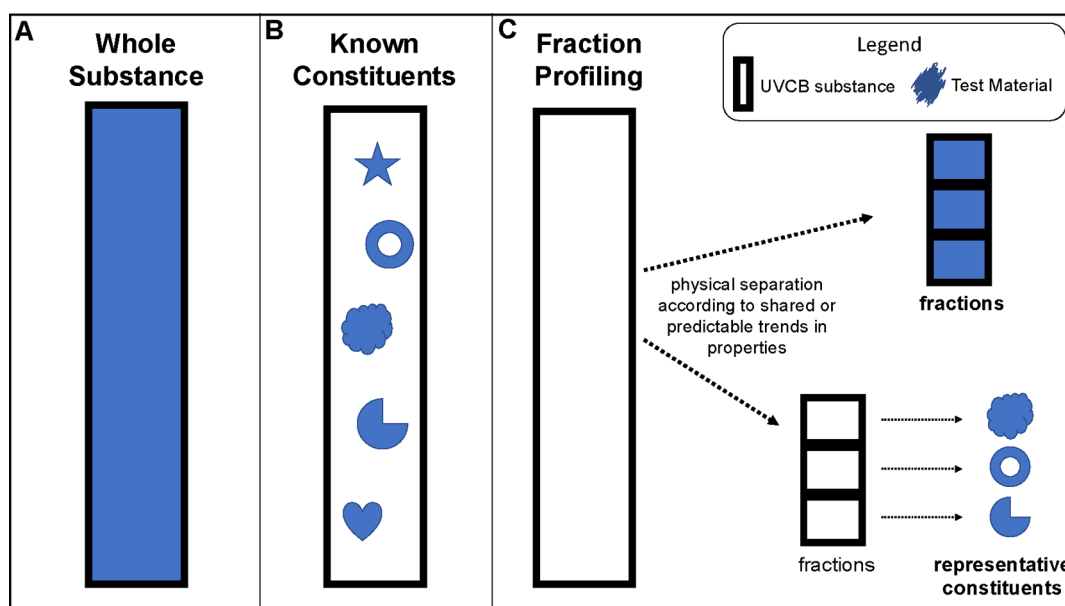 A
Whole
Substance
B
Known
Constituents
C
Fraction
Profiling
Legend
UVCB substance
Test Material
physical separation
according to shared or
predictable trends in
properties
fractions
fractions
representative
constituents